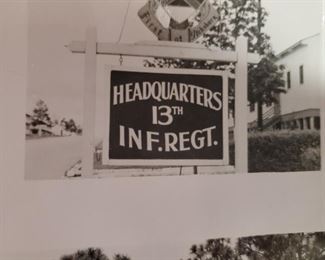 HEADQUARTERS
13TH
INF. REGT.